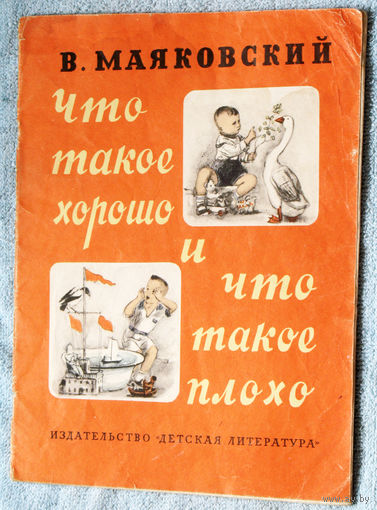 В. МАЯКОВСКИЙ
Что
такое
хорошо
и
что
такое
плохо
ИЗДАТЕЛЬСТВО «ДЕТСКАЯ ЛИТЕРАТУРА»